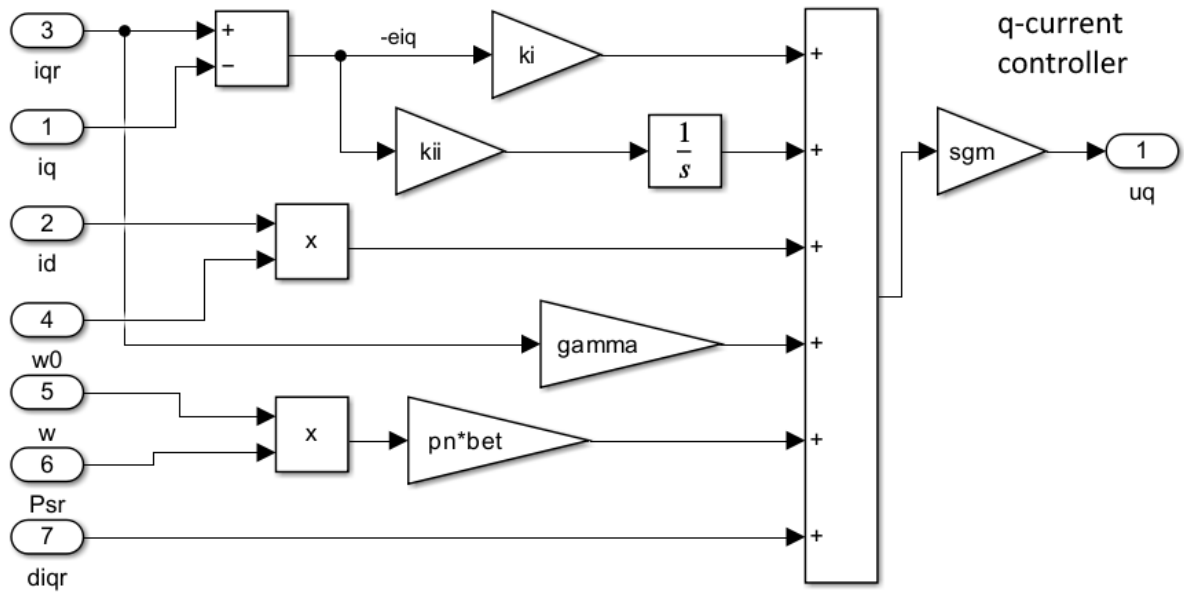 3
iqr
1
iq
2
id
4
w0
5
w
6
Psr
7
diqr
+
−
-eiq
ki
kii
1
s
x
gamma
x
pn*bet
+
+
+
+
+
+
q-current
controller
sgm
1
uq